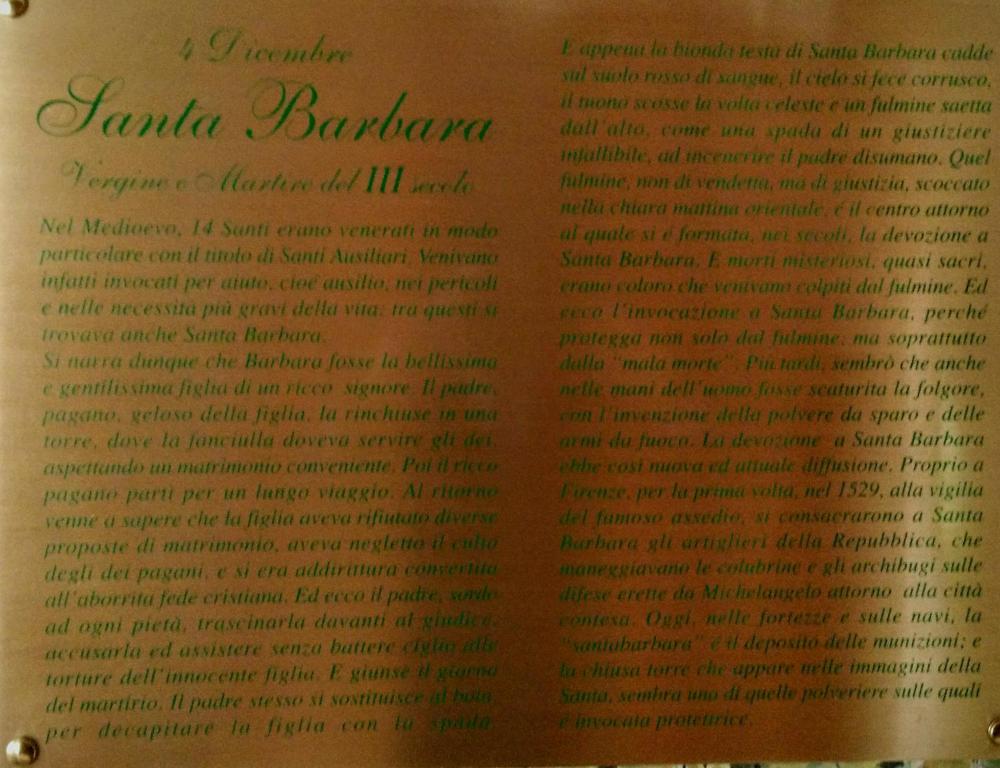 4 Dicembre
Santa Barbara
Vergine e Martire del III secolo
Nel Medioevo, 14 Santi erano venerati in modo
particolare con il titolo di Santi Ausiliari. Venivano
infatti invocati per aiuto, cioé ausilio, nei pericoli
e nelle necessità più gravi della vita: tra questi si
trovava anche Santa Barbara.
Si narra dunque che Barbara fosse la bellissima
e gentilissima figlia di un ricco signore. Il padre,
pagano, geloso della figlia, la rinchiuse in una
torre, dove la fanciulla doveva servire gli dei,
aspettando un matrimonio conveniente. Poi il ricco
pagano partì per un lungo viaggio. Al ritorno
venne a sapere che la figlia aveva rifiutato diverse
proposte di matrimonio, aveva negletto il culto
degli dei pagani, e si era addirittura convertita
all'aborrita fede cristiana. Ed ecco il padre, sordo
ad ogni pietà, trascinarla davanti al giudice,
accusarla ed assistere senza battere ciglio alle
torture dell'innocente figlia. E giunse il giorno
del martirio. Il padre stesso si sostituisce al boia,
per decapitare la figlia con la spada.
E appena la bionda testa di Santa Barbara cadde
sul suolo rosso di sangue, il cielo si fece corrusco,
il tuono scosse la volta celeste e un fulmine saetta
dall'alto, come una spada di un giustiziere
infallibile, ad incenerire il padre disumano. Quel
fulmine, non di vendetta, ma di giustizia, scoccato
nella chiara mattina orientale, é il centro attorno
al quale si é formata, nei secoli, la devozione a
Santa Barbara. E morti misteriosi, quasi sacri,
erano coloro che venivano colpiti dal fulmine. Ed
ecco l'invocazione a Santa Barbara, perché
protegga non solo dal fulmine, ma soprattutto
dalla "mala morte". Più tardi, sembrò che anche
nelle mani dell'uomo fosse scaturita la folgore,
con l'invenzione della polvere da sparo e delle
armi da fuoco. La devozione a Santa Barbara
ebbe così nuova ed attuale diffusione. Proprio a
Firenze, per la prima volta, nel 1529, alla vigilia
del fumoso assedio, si consacrarono a Santa
Barbara gli artiglieri della Repubblica, che
maneggiavano le colubrine e gli archibugi sulle
difese erette da Michelangelo attorno alla città
contesa. Oggi, nelle fortezze e sulle navi, la
"santabarbara" é il deposito delle munizioni; e
la chiusa torre che appare nelle immagini della
Santa, sembra una di quelle polveriere sulle quali
é invocata protettrice.